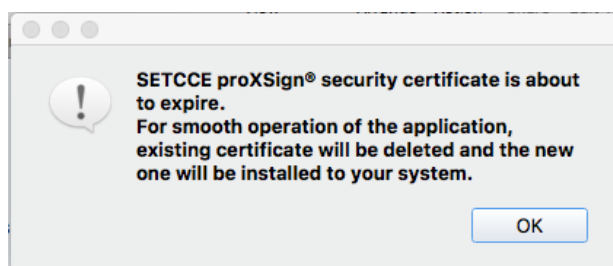 SETCCE proXSign® security certificate is about
to expire.
For smooth operation of the application,
existing certificate will be deleted and the new
one will be installed to your system.
OK